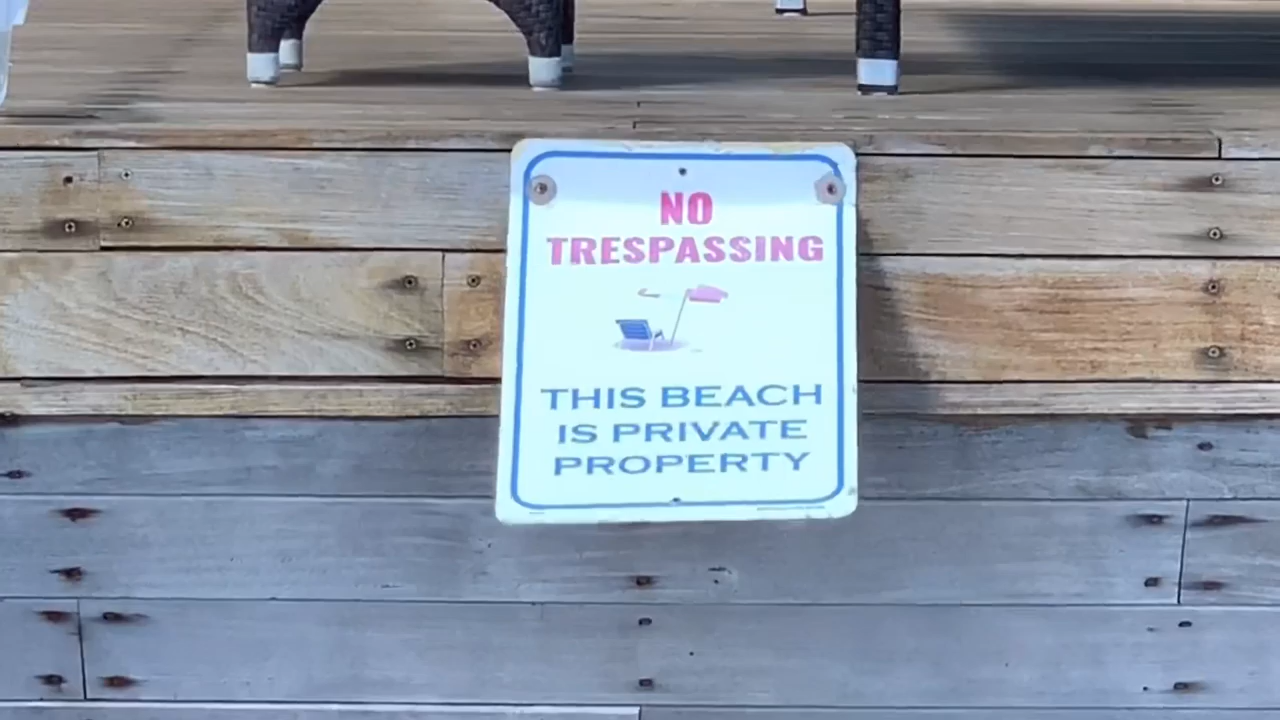 NO
TRESPASSING
THIS BEACH
IS PRIVATE
PROPERTY